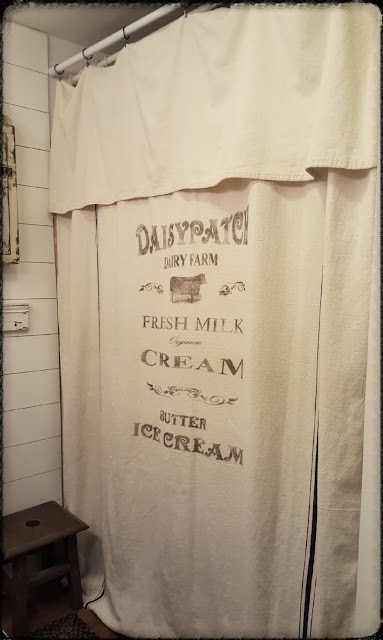 DAISYPATCH
DAIRY FARM
FRESH MILK
Organic
CREAM
BUTTER
ICE CREAM